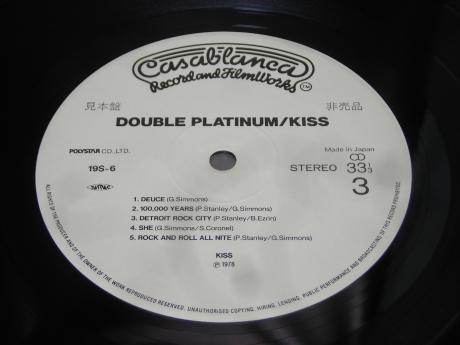 Casablanca
Record and FilmWorks
TM
見本盤
非売品
DOUBLE PLATINUM/KISS
POLYSTAR CO.,LTD.
19S-6
Made in Japan
STEREO 33 1/3
3
1. DEUCE (G.Simmons)
2. 100,000 YEARS (P.Stanley/G.Simmons)
3. DETROIT ROCK CITY (P.Stanley/B.Ezrin)
4. SHE (G.Simmons/S.Coronel)
5. ROCK AND ROLL ALL NITE (P.Stanley/G.Simmons)
KISS
℗ 1978
ALL RIGHTS OF THE PRODUCER AND OF THE OWNER OF THE WORK REPRODUCED RESERVED. UNAUTHORISED COPYING, HIRING, LENDING, PUBLIC PERFORMANCE AND BROADCASTING OF THIS RECORD PROHIBITED.